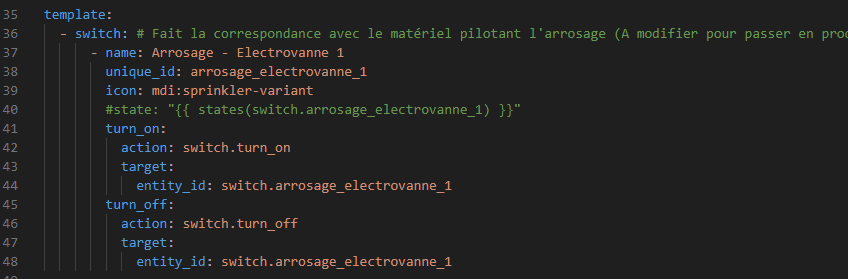 35 template:
36 - switch: # Fait la correspondance avec le matériel pilotant l'arrosage (A modifier pour passer en
37 - name: Arrosage - Electrovanne 1
38 unique_id: arrosage_electrovanne_1
39 icon: mdi:sprinkler-variant
40 #state: "{{ states(switch.arrosage_electrovanne_1) }}"
41 turn_on:
42 action: switch.turn_on
43 target:
44 entity_id: switch.arrosage_electrovanne_1
45 turn_off:
46 action: switch.turn_off
47 target:
48 entity_id: switch.arrosage_electrovanne_1